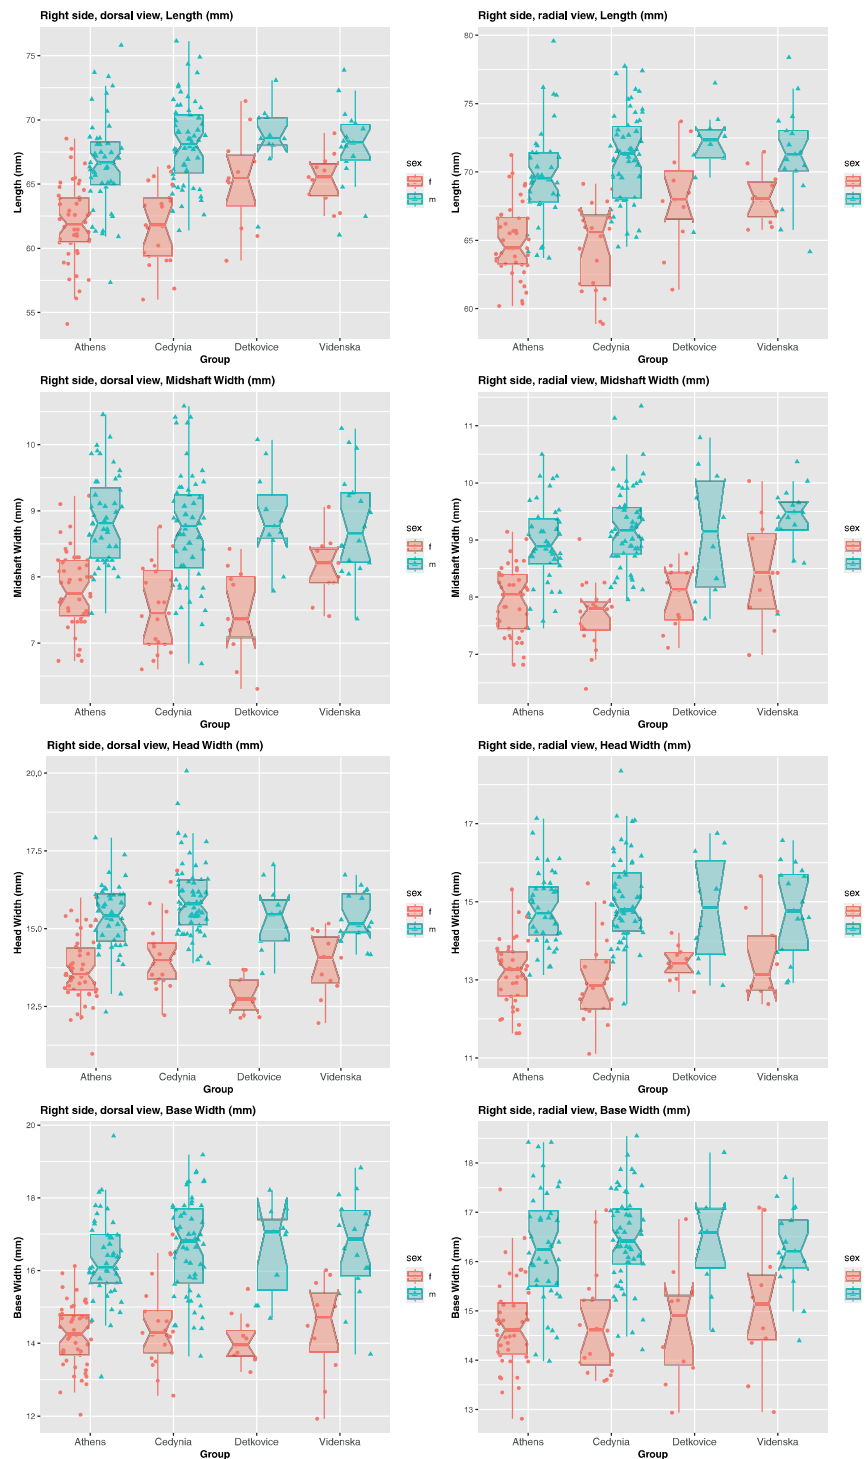 Right side, dorsal view, Length (mm)
75
70
65
60
55
Length (mm)
Athens Cedynia Detkovice Videnska
Group
sex
f
m
Right side, radial view, Length (mm)
80
75
70
65
60
Length (mm)
Athens Cedynia Detkovice Videnska
Group
sex
f
m
Right side, dorsal view, Midshaft Width (mm)
10
9
8
7
Midshaft Width (mm)
Athens Cedynia Detkovice Videnska
Group
sex
f
m
Right side, radial view, Midshaft Width (mm)
11
10
9
8
7
Midshaft Width (mm)
Athens Cedynia Detkovice Videnska
Group
sex
f
m
Right side, dorsal view, Head Width (mm)
20,0
17.5
15.0
12.5
Head Width (mm)
Athens Cedynia Detkovice Videnska
Group
sex
f
m
Right side, radial view, Head Width (mm)
17
15
13
11
Head Width (mm)
Athens Cedynia Detkovice Videnska
Group
sex
f
m
Right side, dorsal view, Base Width (mm)
20
18
16
14
12
Base Width (mm)
Athens Cedynia Detkovice Videnska
Group
sex
f
m
Right side, radial view, Base Width (mm)
18
17
16
15
14
13
Base Width (mm)
Athens Cedynia Detkovice Videnska
Group
sex
f
m